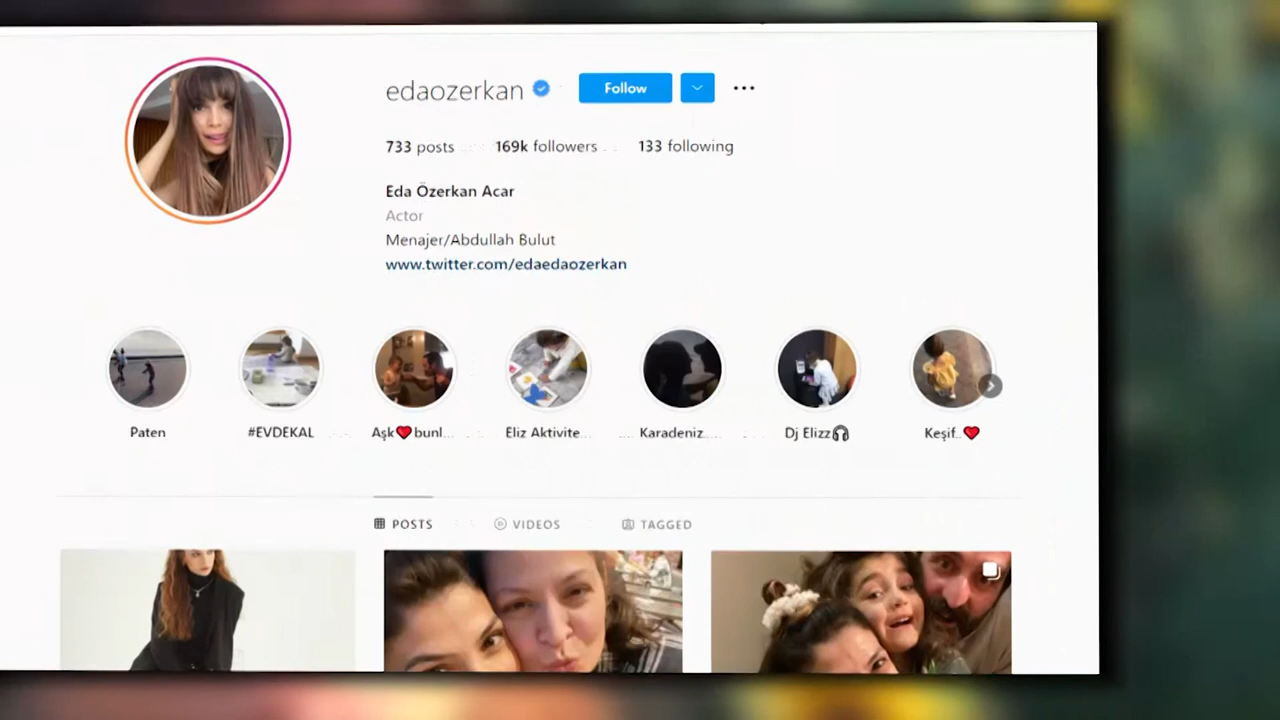 edaozerkan Follow
733 posts 169k followers 133 following
Eda Özerkan Acar
Actor
Menajer/Abdullah Bulut
www.twitter.com/edaedaozerkan
Paten #EVDEKAL Aşk❤️bunl... Eliz Aktivite... Karadeniz.... Dj Elizz🎧 Keşif..❤️
POSTS VIDEOS TAGGED